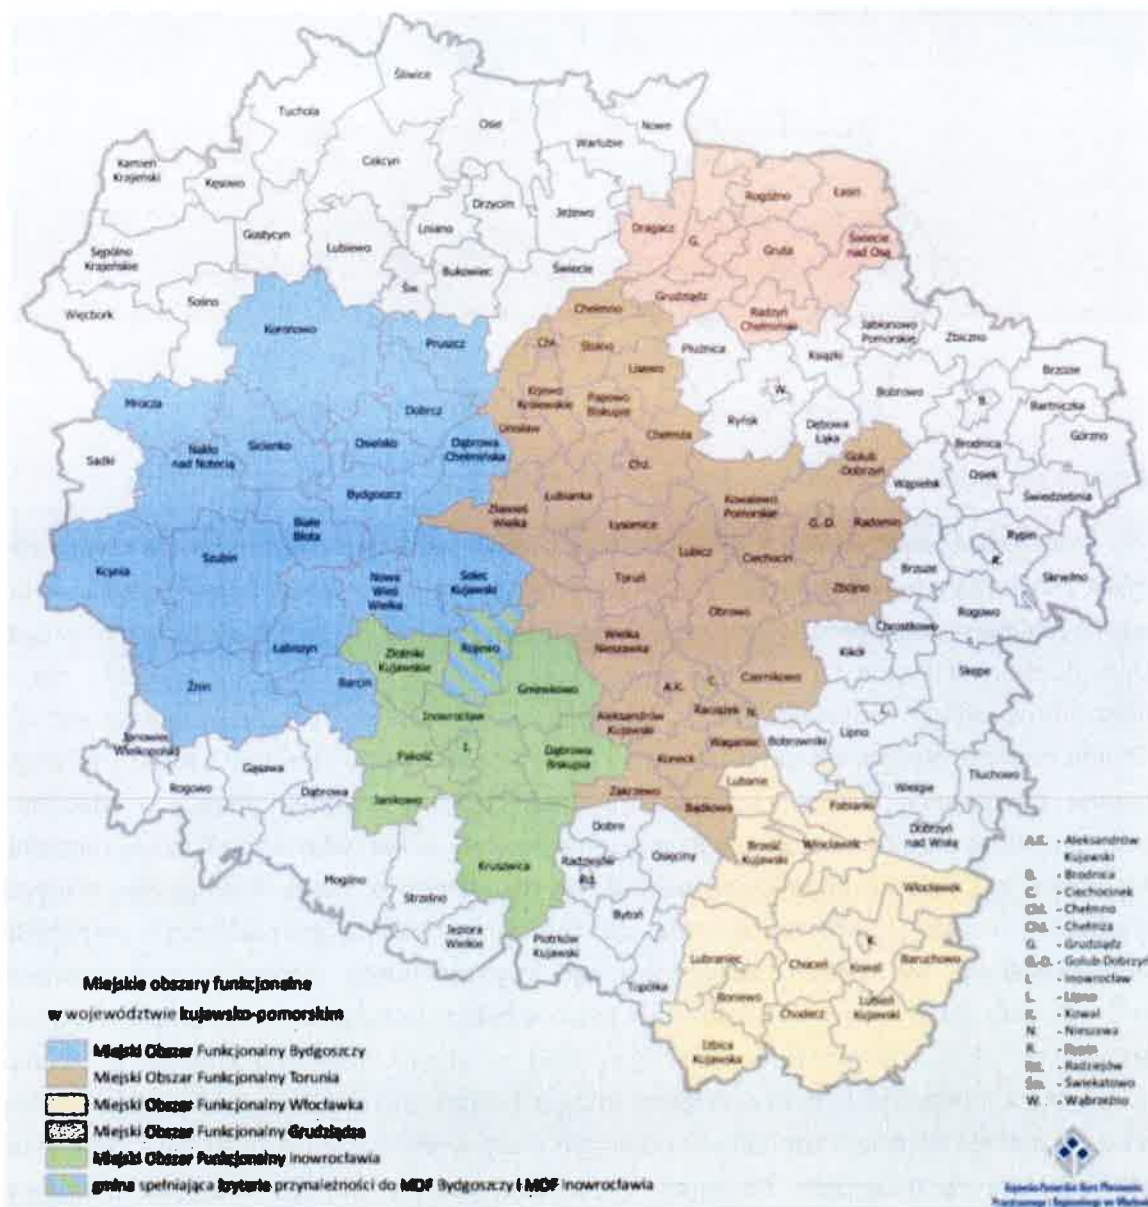 Śliwice
Tuchola
Osie
Nowe
Warlubie
Cekcyn
Kamień
Krajeński
Kęsowo
Rogóźno
Łasin
Drzycim
Jeżewo
Dragacz
G.
Gruta
Świecie
nad Osą
Gostycyn
Lubiewo
Lniano
Sępólno
Krajeńskie
Bukowiec
Świecie
Św.
Grudziądz
Radzyń
Chełmiński
Więcbork
Sośno
Koronowo
Pruszcz
Chełmno
Chł.
Stolno
Lisewo
Płużnica
Książki
Jabłonowo
Pomorskie
Zbiczno
Brzozie
W.
Bobrowo
B.
Bartniczka
Mrocza
Dobrcz
Kijewo
Królewskie
Papowo
Biskupie
Ryńsk
Dębowa
Łąka
Górzno
Unisław
Chełmża
Brodnica
Sadki
Nakło
nad Notecią
Sicienko
Osielsko
Dąbrowa
Chełmińska
Chż.
Golub
Dobrzyń
Wąpielsk
Osiek
Świedziebnia
Bydgoszcz
Łubianka
Zławieś
Wielka
Kowalewo
Pomorskie
Białe
Błota
Łysomice
G. D.
Radomin
Rypin
Kcynia
Szubin
Lubicz
Ciechocin
R.
Brzuze
Skrwilno
Nowa
Wieś
Wielka
Solec
Kujawski
Toruń
Zbójno
Obrowo
Rogowo
Chrostkowo
Łabiszyn
Złotniki
Kujawskie
Rojewo
Wielka
Nieszawka
Kikół
Skępe
Żnin
Barcin
Gniewkowo
A.K.
C.
Czernikowo
Inowrocław
Raciążek
N.
L.
Aleksandrów
Kujawski
Janowiec
Wielkopolski
Waganiec
Bobrowniki
Lipno
Pakość
I.
Dąbrowa
Biskupia
Koneck
Gąsawa
Lubanie
Tłuchowo
Rogowo
Dąbrowa
Janikowo
Zakrzewo
Bądkowo
Fabianki
Wielgie
Dobre
Dobrzyń
nad Wisłą
Brześć
Kujawski
Włocławek
Osięciny
Kruszwica
Radziejów
Rd.
Mogilno
Włocławek
Strzelno
Bytoń
Jeziora
Wielkie
Piotrków
Kujawski
Lubraniec
Choceń
K.
Kowal
Baruchowo
Topólka
Boniewo
Chodecz
Lubień
Kujawski
Izbica
Kujawska
A.K. - Aleksandrów
Kujawski
B. - Brodnica
C. - Ciechocinek
Chł. - Chełmno
Chż. - Chełmża
G. - Grudziądz
G.-D. - Golub Dobrzyń
I. - Inowrocław
L. - Lipno
K. - Kowal
N. - Nieszawa
R. - Rypin
Rd. - Radziejów
Św. - Świekatowo
W. - Wąbrzeźno
Miejskie obszary funkcjonalne
w województwie kujawsko-pomorskim
Miejski Obszar Funkcjonalny Bydgoszczy
Miejski Obszar Funkcjonalny Torunia
Miejski Obszar Funkcjonalny Włocławka
Miejski Obszar Funkcjonalny Grudziądza
Miejski Obszar Funkcjonalny Inowrocławia
gmina spełniająca kryteria przynależności do MOF Bydgoszczy i MOF Inowrocławia